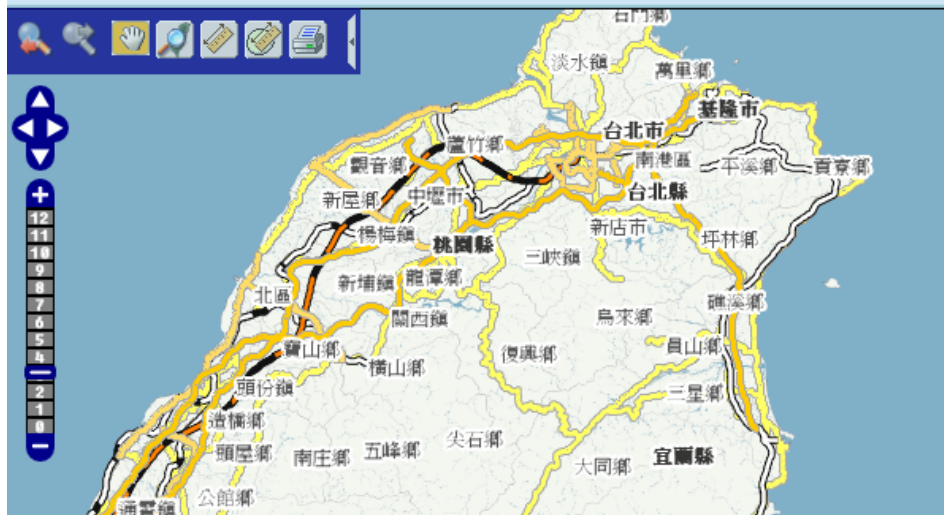 石門鄉
淡水鎮
萬里鄉
基隆市
台北市
蘆竹鄉
觀音鄉
南港區
平溪鄉
貢寮鄉
新屋鄉
中壢市
台北縣
楊梅鎮
桃園縣
新店市
坪林鄉
三峽鎮
新埔鎮
龍潭鄉
北區
關西鎮
烏來鄉
礁溪鄉
寶山鄉
橫山鄉
復興鄉
員山鄉
頭份鎮
三星鄉
造橋鄉
頭屋鄉
南庄鄉
五峰鄉
尖石鄉
大同鄉
宜蘭縣
公館鄉
通霄鎮
+
12
11
10
9
8
7
6
5
4
2
1
0